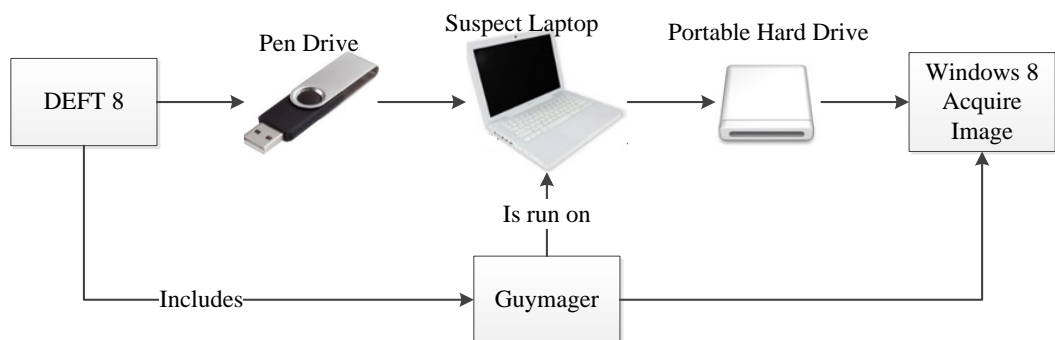 Suspect Laptop
Pen Drive
Portable Hard Drive
DEFT 8
Windows 8
Acquire
Image
Is run on
Includes
Guymager